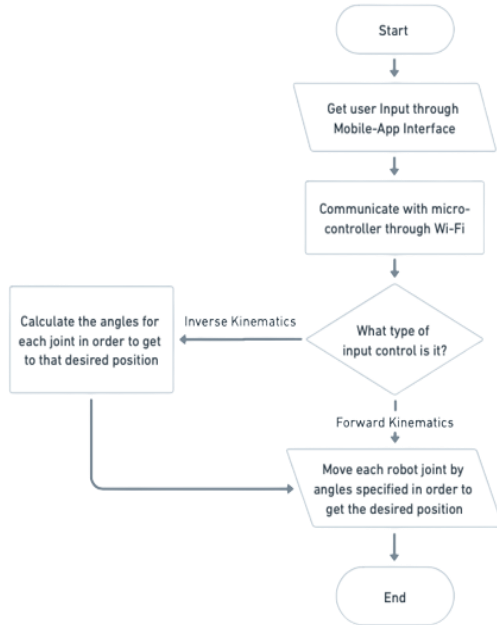 Start
Get user Input through
Mobile-App Interface
Communicate with micro-
controller through Wi-Fi
What type of
input control is it?
Inverse Kinematics
Calculate the angles for
each joint in order to get
to that desired position
Forward Kinematics
Move each robot joint by
angles specified in order to
get the desired position
End